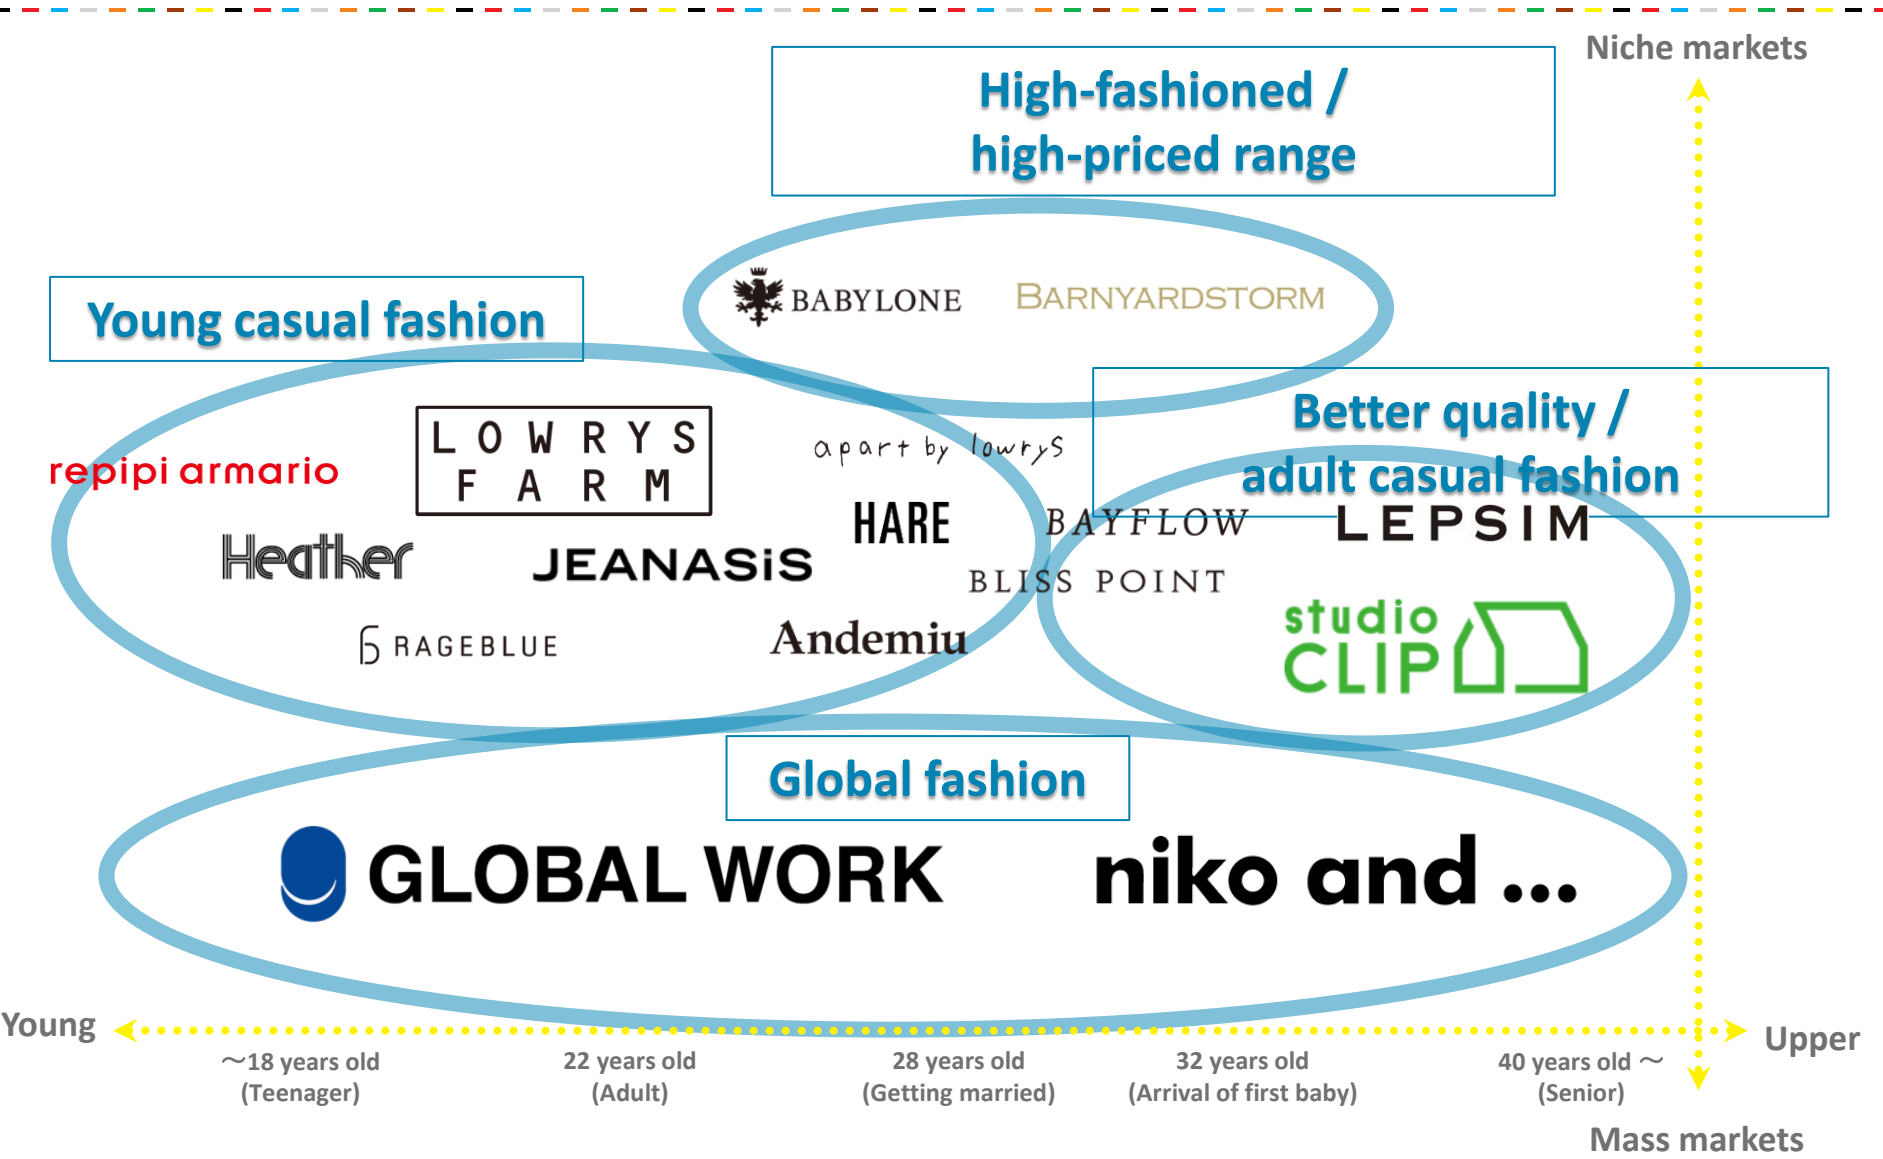 Niche markets
High-fashioned /
high-priced range
BABYLONE
BARNYARDSTORM
Young casual fashion
Better quality /
adult casual fashion
repipi armario
LOWRYS
FARM
apart by lowrys
HARE
Heather
JEANASiS
RAGEBLUE
Andemiu
BAYFLOW
BLISS POINT
LEPSIM
studio
CLIP
Global fashion
GLOBAL WORK
niko and ...
Young
Upper
～18 years old
(Teenager)
22 years old
(Adult)
28 years old
(Getting married)
32 years old
(Arrival of first baby)
40 years old ～
(Senior)
Mass markets